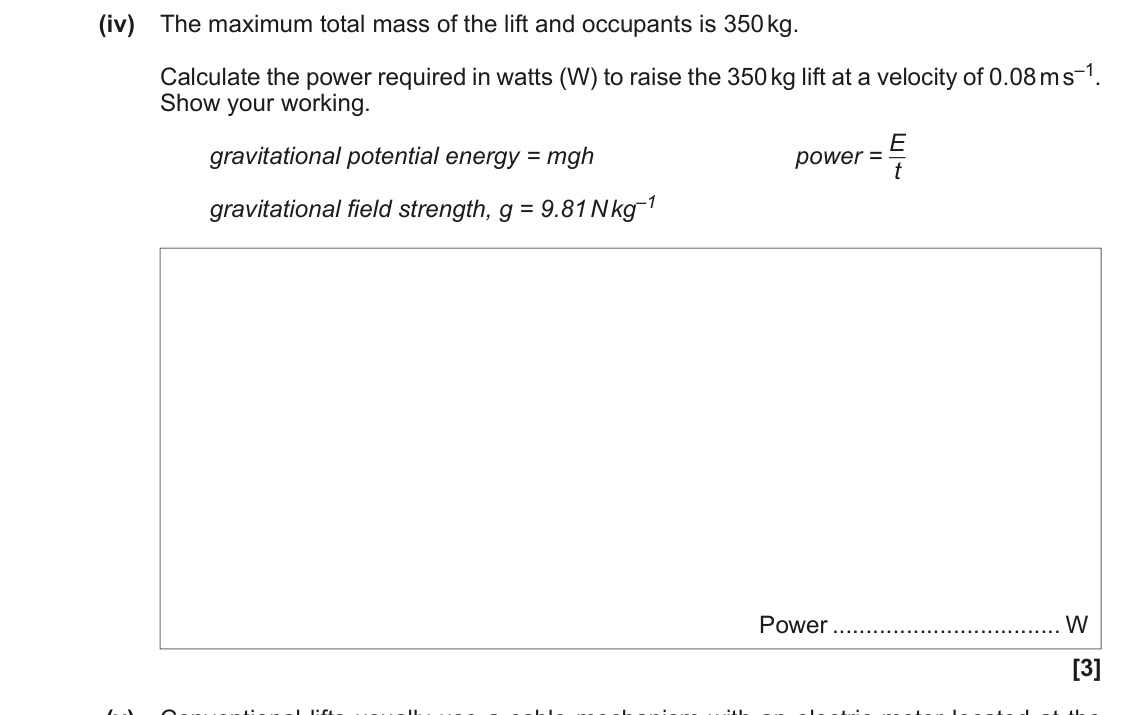 (iv) The maximum total mass of the lift and occupants is 350 kg.
Calculate the power required in watts (W) to raise the 350 kg lift at a velocity of 0.08 m s⁻¹.
Show your working.
gravitational potential energy = mgh power = E/t
gravitational field strength, g = 9.81 N kg⁻¹
Power .................................. W
[3]